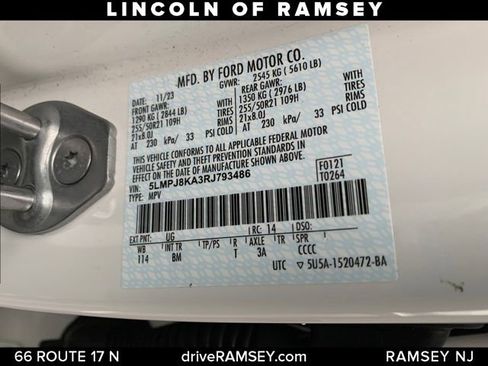 LINCOLN OF RAMSEY
MFD. BY FORD MOTOR CO.
11/23 GVWR: 2545 KG ( 5610 LB)
FRONT GAWR: REAR GAWR:
1290 KG ( 2844 LB) 1350 KG ( 2976 LB)
255/50R21 109H TIRES 255/50R21 109H TIRES
21x8.0J RIMS 21x8.0J RIMS
AT 230 kPa/ 33 PSI COLD AT 230 kPa/ 33 PSI COLD
THIS VEHICLE CONFORMS TO ALL APPLICABLE FEDERAL MOTOR
VEHICLE SAFETY AND THEFT PREVENTION STANDARDS IN EFFECT ON THE DATE OF
MANUFACTURE SHOWN ABOVE.
VIN: 5LMPJ8KA3RJ793486 F0121
TYPE: MPV T0264
EXT PNT: UG RC: 14 DSO:
WB INT TR TP/PS R AXLE TR SPR
114 BM T 3A CCCC
UTC 5U5A-1520472-BA
66 ROUTE 17 N driveRAMSEY.com RAMSEY NJ